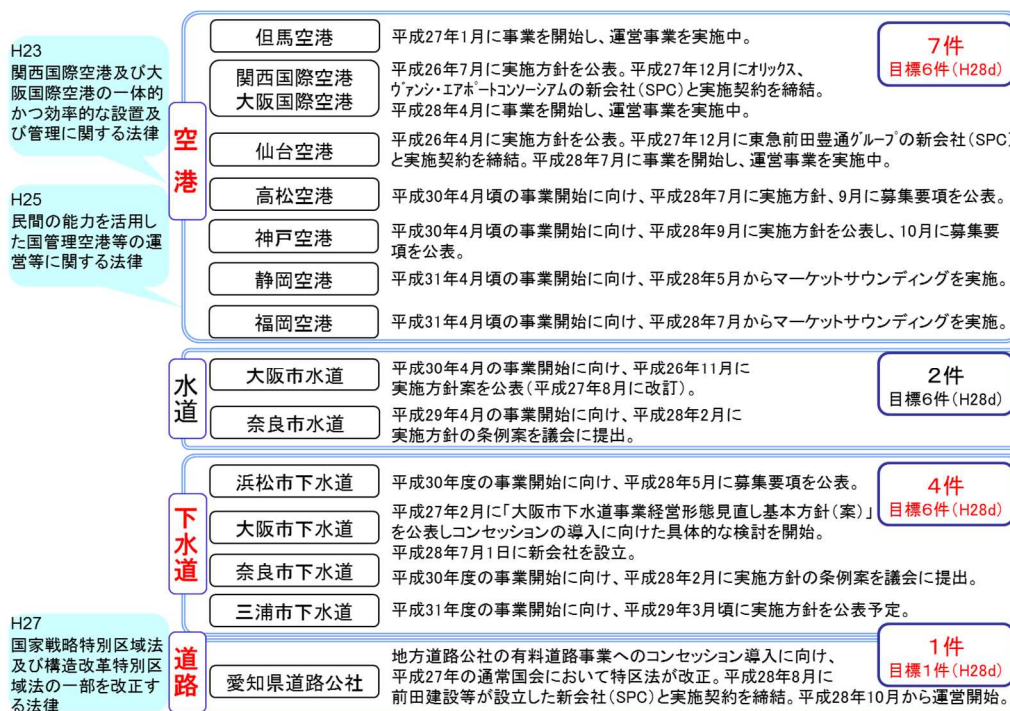 H23
関西国際空港及び大
阪国際空港の一体的
かつ効率的な設置及
び管理に関する法律
H25
民間の能力を活用し
た国管理空港等の運
営等に関する法律
空港
但馬空港
平成27年1月に事業を開始し、運営事業を実施中。
7件
目標6件(H28d)
関西国際空港
大阪国際空港
平成26年7月に実施方針を公表。平成27年12月にオリックス、
ヴァンシ・エアポートコンソーシアムの新会社(SPC)と実施契約を締結。
平成28年4月に事業を開始し、運営事業を実施中。
仙台空港
平成26年4月に実施方針を公表。平成27年12月に東急前田豊通グループの新会社(SPC)
と実施契約を締結。平成28年7月に事業を開始し、運営事業を実施中。
高松空港
平成30年4月頃の事業開始に向け、平成28年7月に実施方針、9月に募集要項を公表。
神戸空港
平成30年4月頃の事業開始に向け、平成28年9月に実施方針を公表し、10月に募集要
項を公表。
静岡空港
平成31年4月頃の事業開始に向け、平成28年5月からマーケットサウンディングを実施。
福岡空港
平成31年4月頃の事業開始に向け、平成28年7月からマーケットサウンディングを実施。
水道
大阪市水道
平成30年4月の事業開始に向け、平成26年11月に
実施方針案を公表(平成27年8月に改訂)。
2件
目標6件(H28d)
奈良市水道
平成29年4月の事業開始に向け、平成28年2月に
実施方針の条例案を議会に提出。
下水道
浜松市下水道
平成30年度の事業開始に向け、平成28年5月に募集要項を公表。
4件
目標6件(H28d)
大阪市下水道
平成27年2月に「大阪市下水道事業経営形態見直し基本方針(案)」
を公表しコンセッションの導入に向けた具体的な検討を開始。
平成28年7月1日に新会社を設立。
奈良市下水道
平成30年度の事業開始に向け、平成28年2月に実施方針の条例案を議会に提出。
三浦市下水道
平成31年度の事業開始に向け、平成29年3月頃に実施方針を公表予定。
H27
国家戦略特別区域法
及び構造改革特別区
域法の一部を改正す
る法律
道路
愛知県道路公社
地方道路公社の有料道路事業へのコンセッション導入に向け、
平成27年の通常国会において特区法が改正。平成28年8月に
前田建設等が設立した新会社(SPC)と実施契約を締結。平成28年10月から運営開始。
1件
目標1件(H28d)